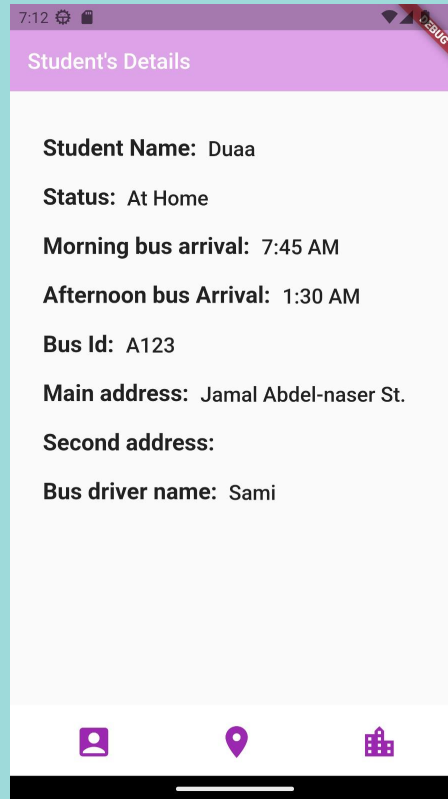 7:12
DEBUG
Student's Details
Student Name: Duaa
Status: At Home
Morning bus arrival: 7:45 AM
Afternoon bus Arrival: 1:30 AM
Bus Id: A123
Main address: Jamal Abdel-naser St.
Second address:
Bus driver name: Sami